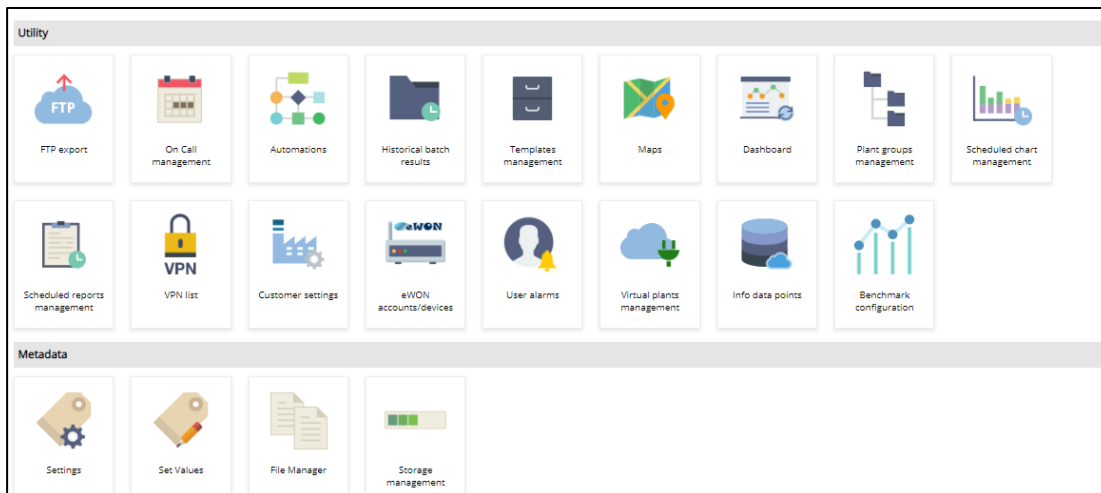 Utility
FTP
FTP export
On Call
management
Automations
Historical batch
results
Templates
management
Maps
Dashboard
Plant groups
management
Scheduled chart
management
Scheduled reports
management
VPN
VPN list
Customer settings
eWON
eWON
accounts/devices
User alarms
Virtual plants
management
Info data points
Benchmark
configuration
Metadata
Settings
Set Values
File Manager
Storage
management